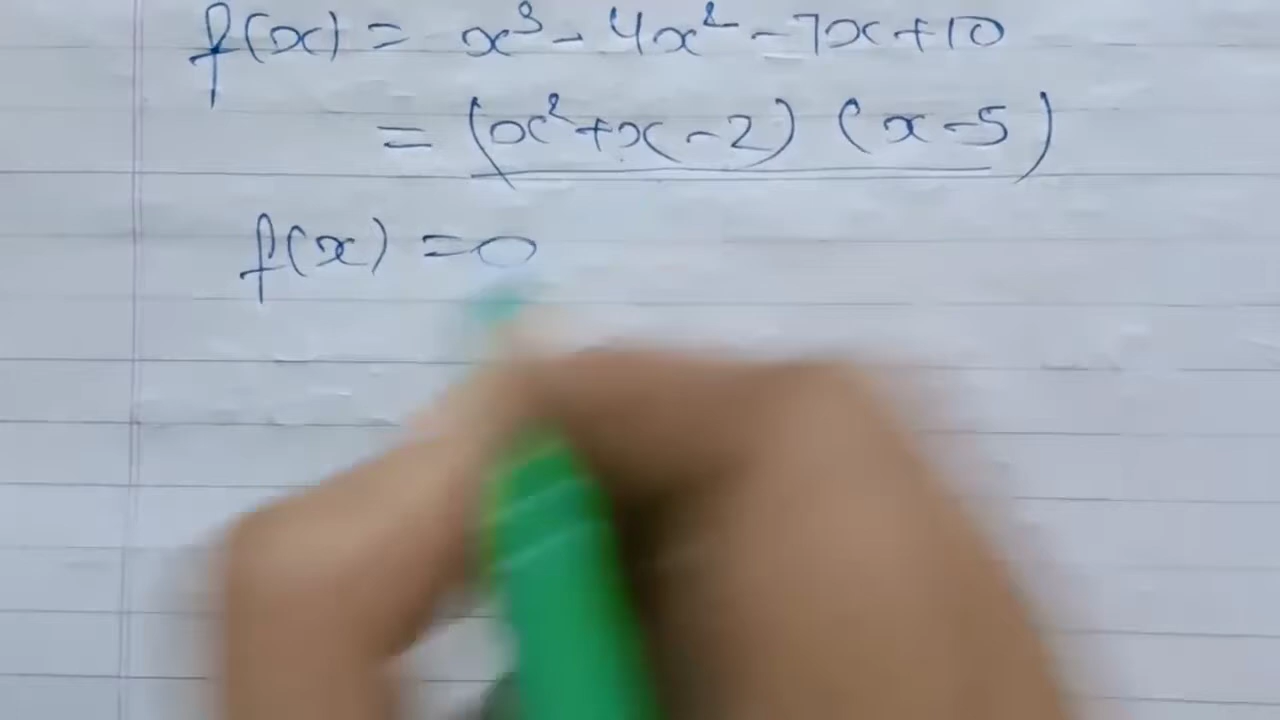 f(x) = x³ - 4x² - 7x + 10
= (x² + x - 2) (x - 5)
f(x) = 0